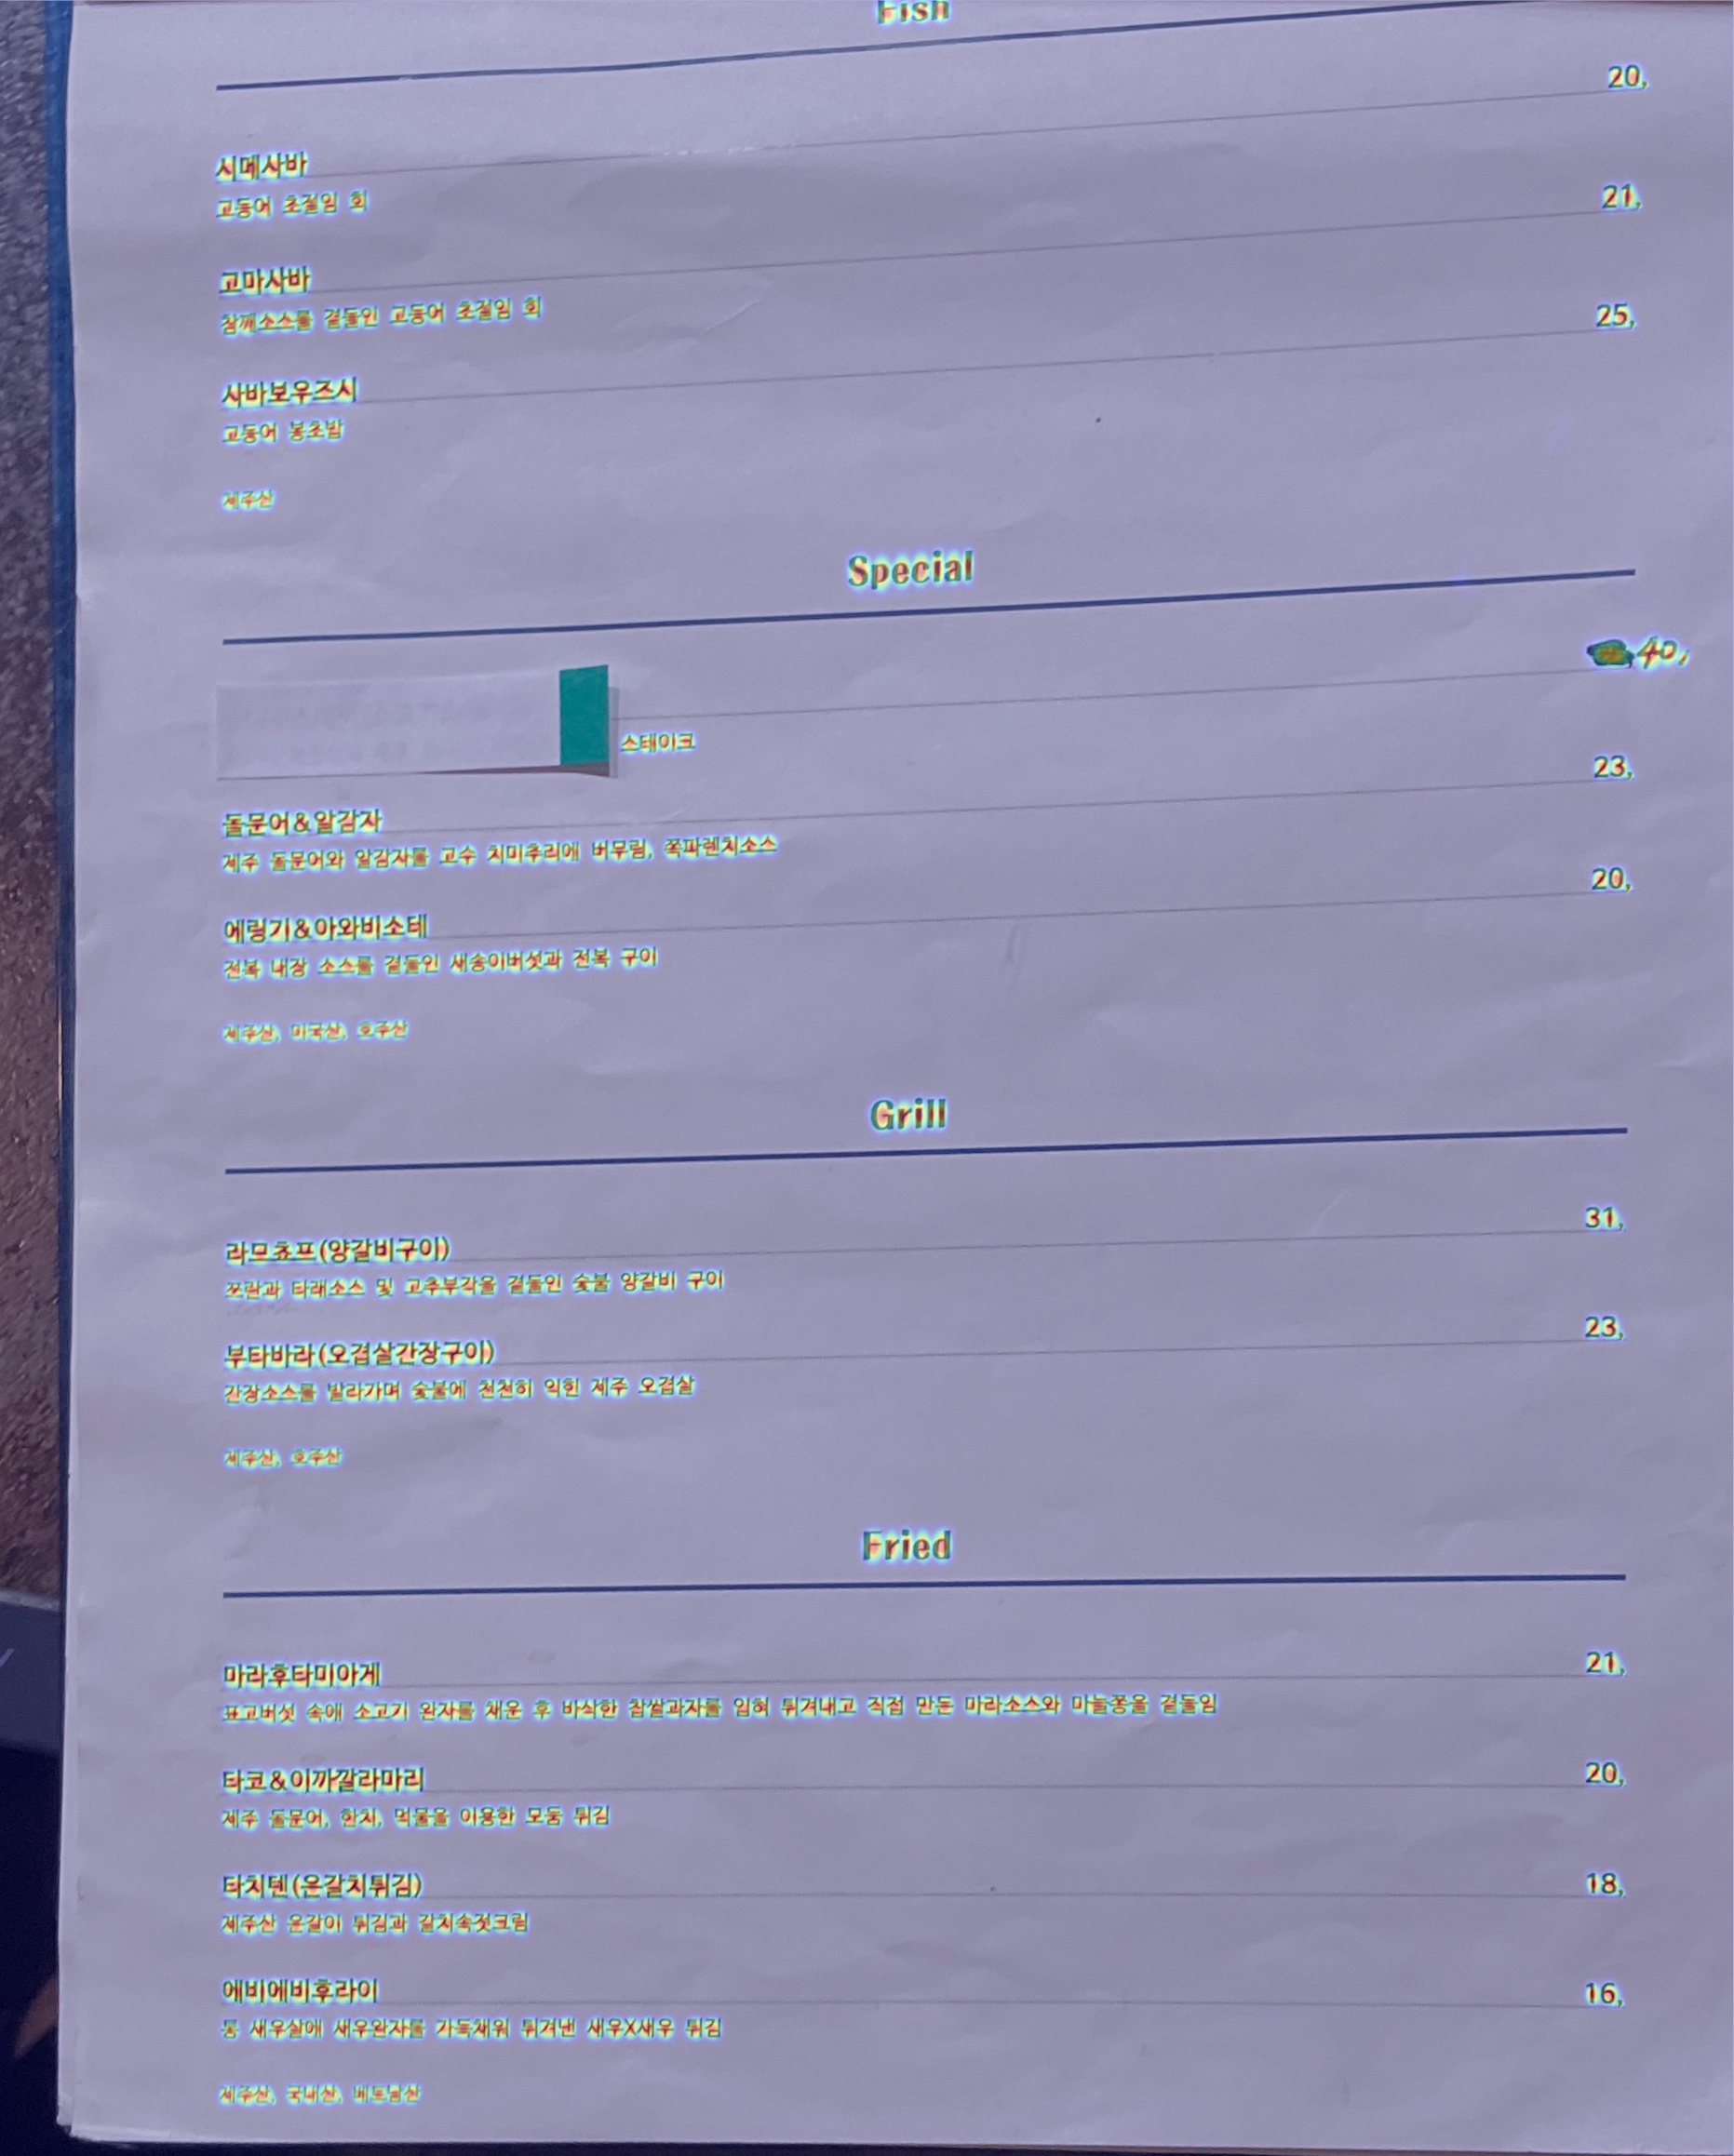 Fish
시메사바 20,
고등어 초절임 회
고마사바 21,
참깨소스를 곁들인 고등어 초절임 회
사바보우즈시 25,
고등어 봉초밥
제주산
Special
40,
스테이크
돌문어&알감자 23,
제주 돌문어와 알감자를 고수 치미추리에 버무림, 쪽파렌치소스
에링기&아와비소테 20,
전복 내장 소스를 곁들인 새송이버섯과 전복 구이
제주산, 미국산, 호주산
Grill
라므쵸프(양갈비구이) 31,
쯔란과 타래소스 및 고추부각을 곁들인 숯불 양갈비 구이
부타바라(오겹살간장구이) 23,
간장소스를 발라가며 숯불에 천천히 익힌 제주 오겹살
제주산, 호주산
Fried
마라후타미아게 21,
표고버섯 속에 소고기 완자를 채운 후 바삭한 찹쌀과자를 입혀 튀겨내고 직접 만든 마라소스와 마늘쫑을 곁들임
타코&이까깔라마리 20,
제주 돌문어, 한치, 먹물을 이용한 모둠 튀김
타치텐(은갈치튀김) 18,
제주산 은갈이 튀김과 갈치속젓크림
에비에비후라이 16,
통 새우살에 새우완자를 가득채워 튀겨낸 새우X새우 튀김
제주산, 국내산, 베트남산